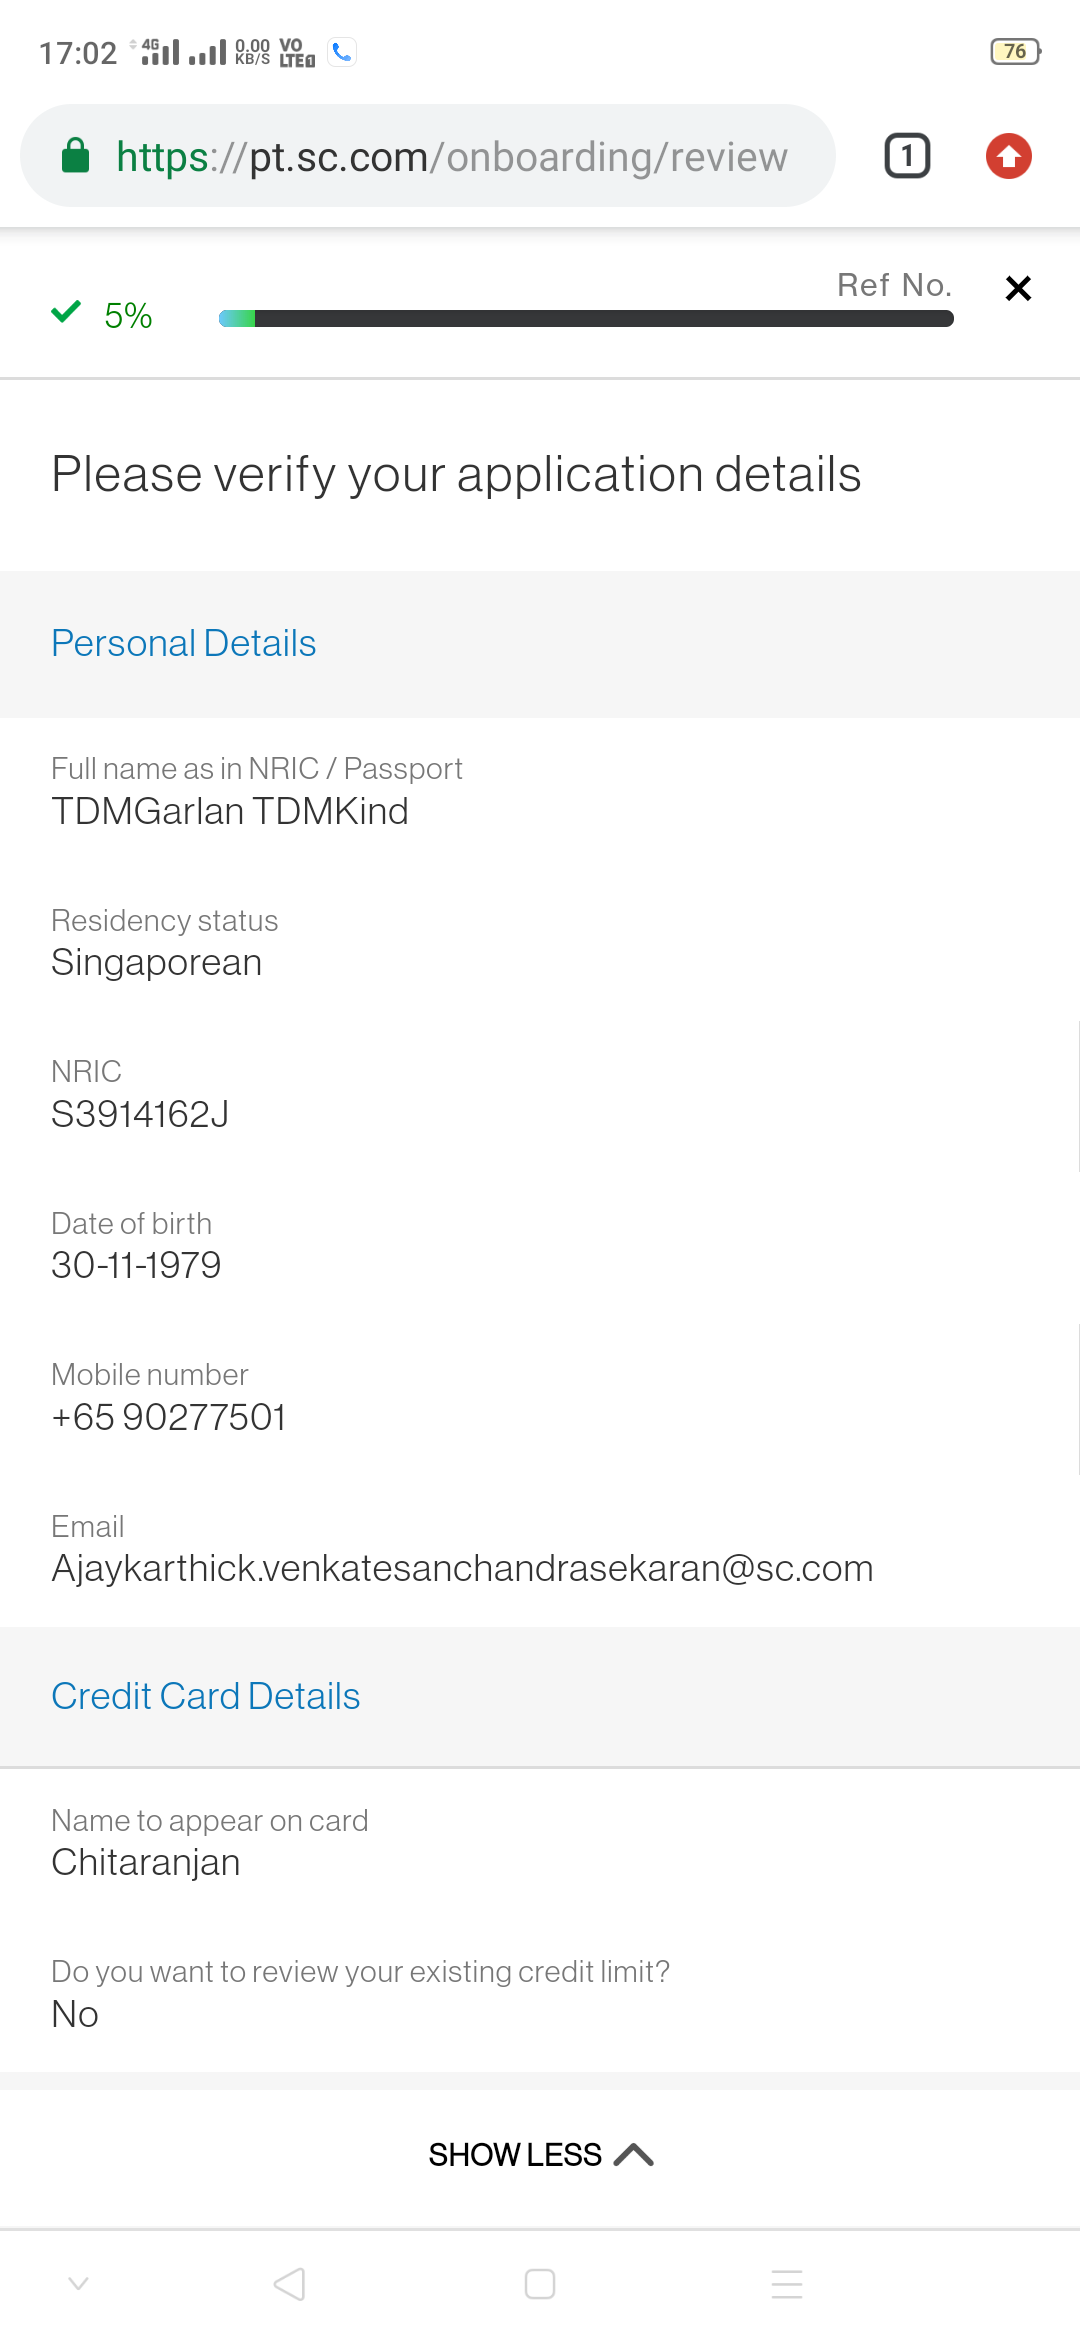 17:02 4G 0.00 KB/S VO LTE 1 76
https://pt.sc.com/onboarding/review 1
Ref No.
5%
Please verify your application details
Personal Details
Full name as in NRIC / Passport
TDMGarlan TDMKind
Residency status
Singaporean
NRIC
S3914162J
Date of birth
30-11-1979
Mobile number
+65 90277501
Email
Ajaykarthick.venkatesanchandrasekaran@sc.com
Credit Card Details
Name to appear on card
Chitaranjan
Do you want to review your existing credit limit?
No
SHOW LESS